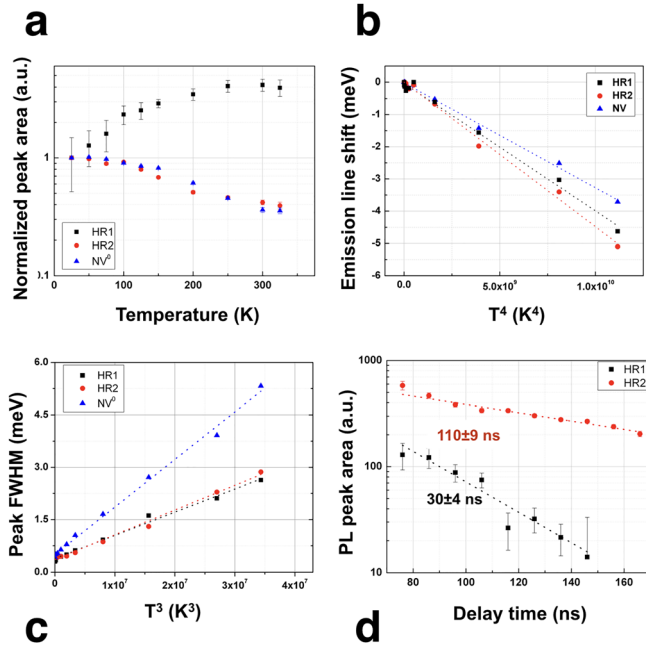 a
Normalized peak area (a.u.)
1
0.1
HR1
HR2
NV⁰
0 50 100 150 200 250 300
Temperature (K)
b
Emission line shift (meV)
0
-1
-2
-3
-4
-5
-6
HR1
HR2
NV
0.0 5.0x10⁹ 1.0x10¹⁰
T⁴ (K⁴)
Peak FWHM (meV)
6.0
4.5
3.0
1.5
0.0
HR1
HR2
NV⁰
0 1x10⁷ 2x10⁷ 3x10⁷ 4x10⁷
T³ (K³)
c
PL peak area (a.u.)
1000
100
10
HR1
HR2
110±9 ns
30±4 ns
80 100 120 140 160
Delay time (ns)
d